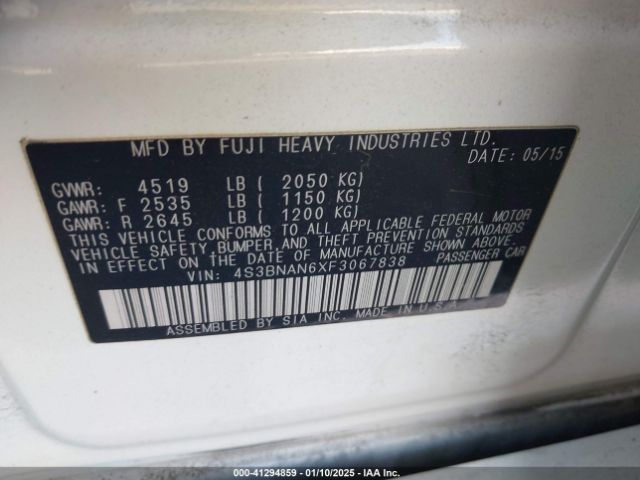 MFD BY FUJI HEAVY INDUSTRIES LTD.
DATE: 05/15
GVWR: 4519 LB ( 2050 KG)
GAWR: F 2535 LB ( 1150 KG)
GAWR: R 2645 LB ( 1200 KG)
THIS VEHICLE CONFORMS TO ALL APPLICABLE FEDERAL MOTOR
VEHICLE SAFETY, BUMPER, AND THEFT PREVENTION STANDARDS
IN EFFECT ON THE DATE OF MANUFACTURE SHOWN ABOVE.
VIN: 4S3BNAN6XF3067838 PASSENGER CAR
ASSEMBLED BY SIA INC. MADE IN U.S.A.
000-41294859 — 01/10/2025 — IAA Inc.